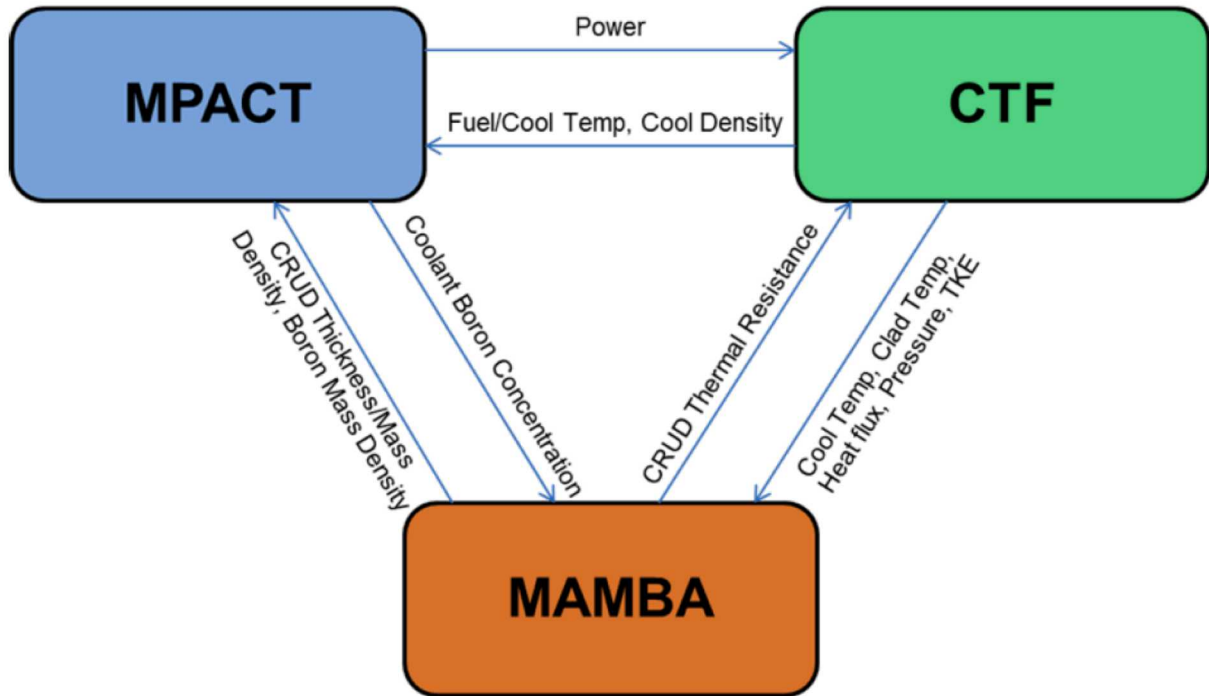 Power
MPACT
CTF
Fuel/Cool Temp, Cool Density
CRUD Thickness/Mass
Density, Boron Mass Density
Coolant Boron Concentration
CRUD Thermal Resistance
Cool Temp, Clad Temp,
Heat flux, Pressure, TKE
MAMBA